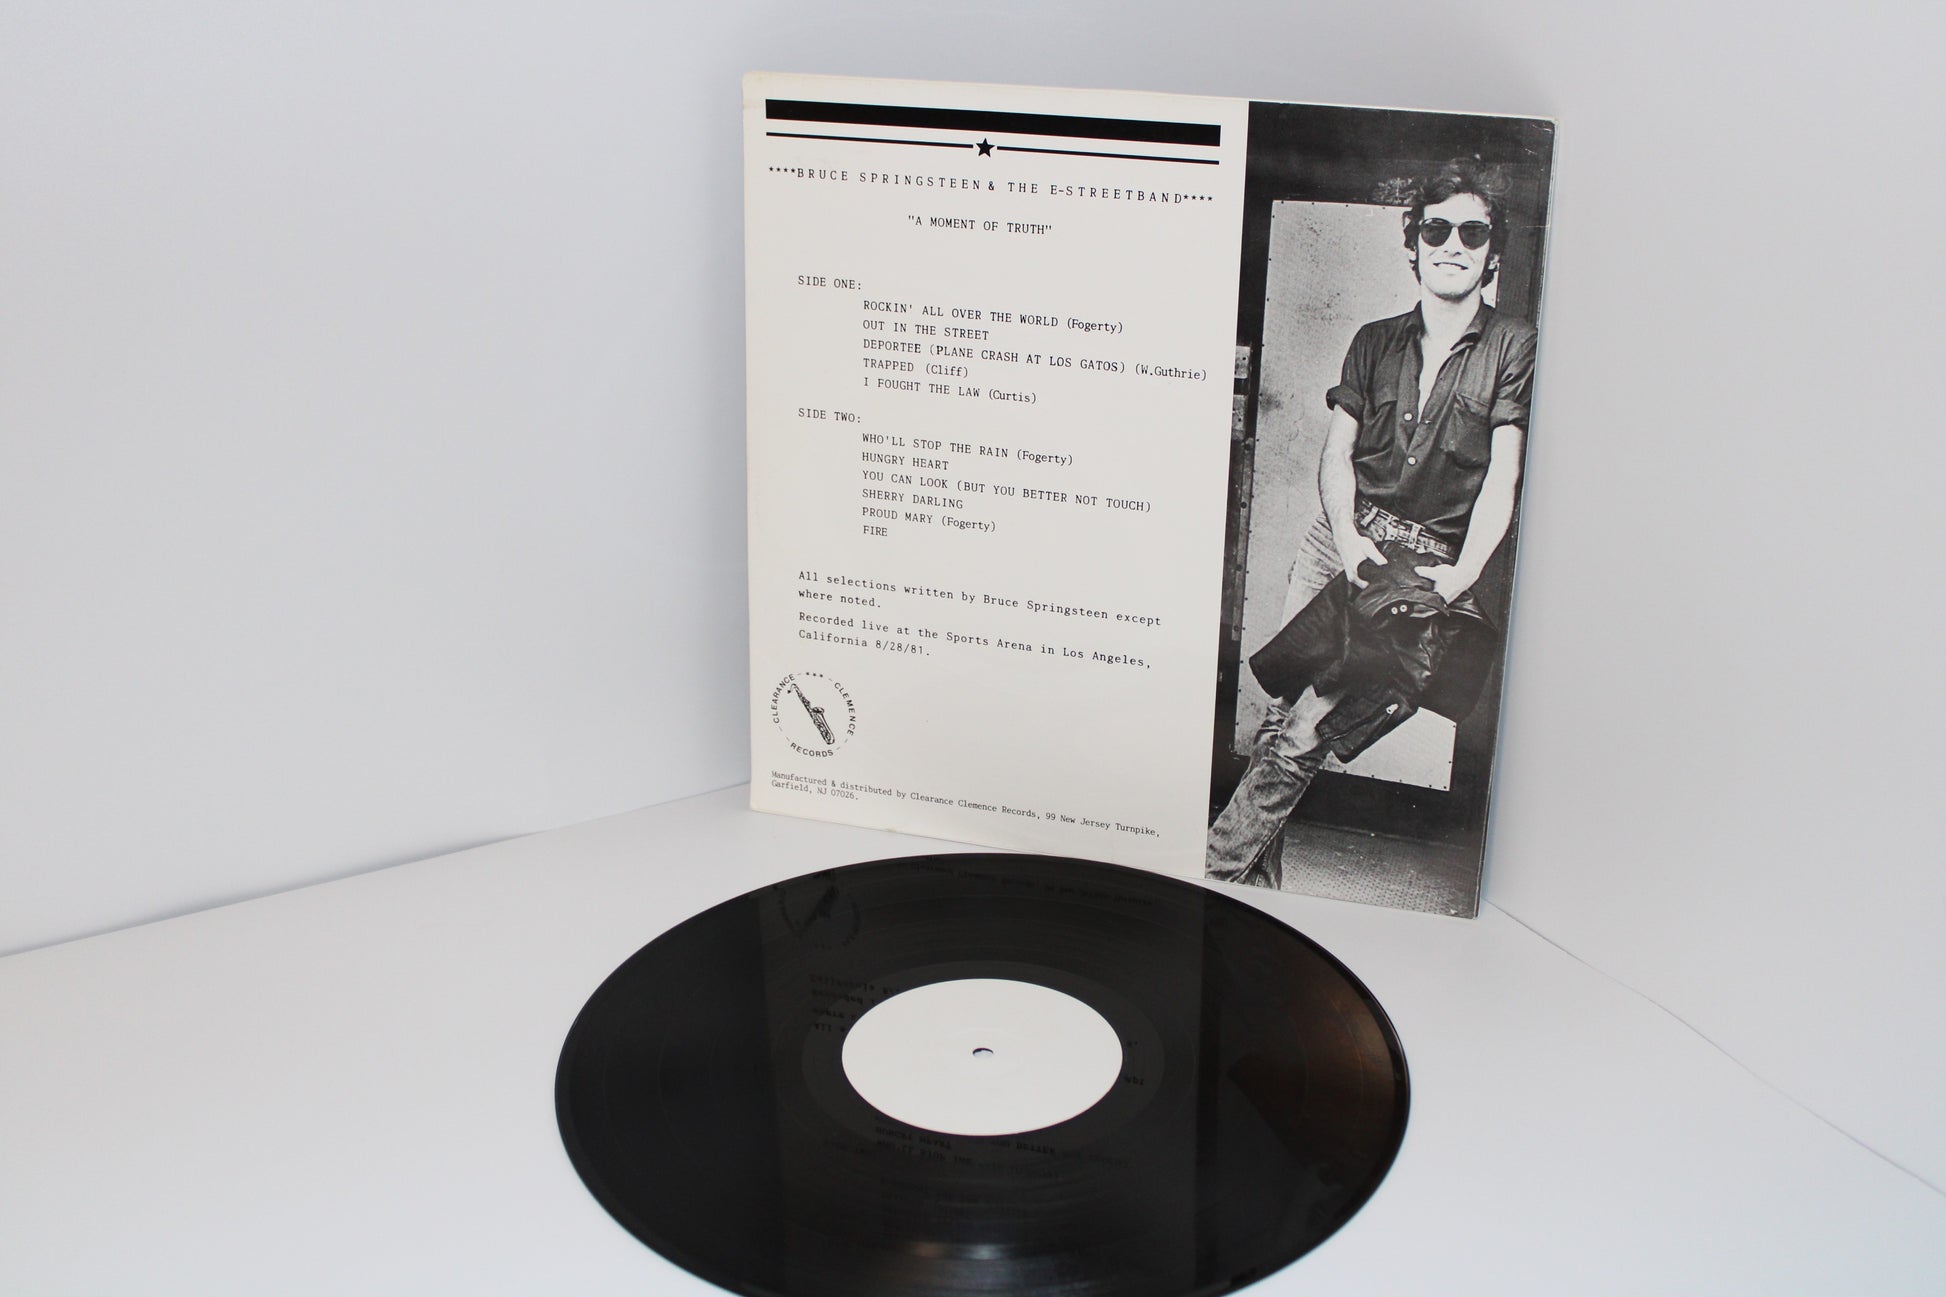 ****BRUCE SPRINGSTEEN & THE E-STREETBAND****
"A MOMENT OF TRUTH"
SIDE ONE:
ROCKIN' ALL OVER THE WORLD (Fogerty)
OUT IN THE STREET
DEPORTEE (PLANE CRASH AT LOS GATOS) (W.Guthrie)
TRAPPED (Cliff)
I FOUGHT THE LAW (Curtis)
SIDE TWO:
WHO'LL STOP THE RAIN (Fogerty)
HUNGRY HEART
YOU CAN LOOK (BUT YOU BETTER NOT TOUCH)
SHERRY DARLING
PROUD MARY (Fogerty)
FIRE
All selections written by Bruce Springsteen except
where noted.
Recorded live at the Sports Arena in Los Angeles,
California 8/28/81.
CLEARANCE *** CLEMENCE
RECORDS
Manufactured & distributed by Clearance Clemence Records, 99 New Jersey Turnpike,
Garfield, NJ 07026.